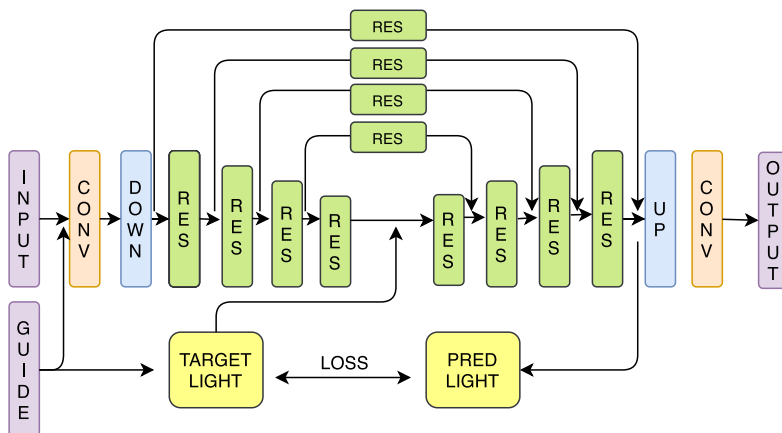 RES
RES
RES
RES
INPUT
CONV
DOWN
RES
RES
RES
RES
RES
RES
RES
RES
UP
CONV
OUTPUT
GUIDE
TARGET
LIGHT
LOSS
PRED
LIGHT